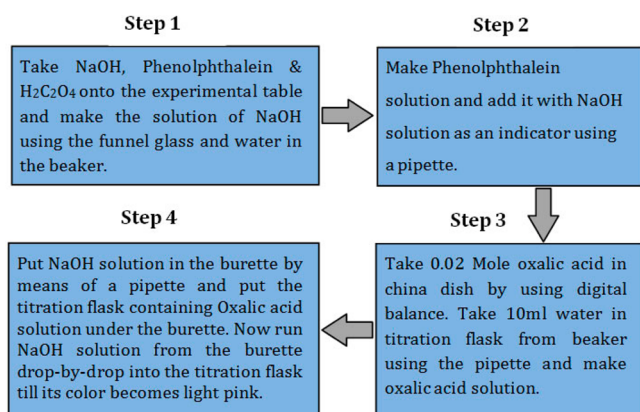 Step 1
Take NaOH, Phenolphthalein &
H₂C₂O₄ onto the experimental table
and make the solution of NaOH
using the funnel glass and water in
the beaker.
Step 2
Make Phenolphthalein
solution and add it with NaOH
solution as an indicator using
a pipette.
Step 3
Take 0.02 Mole oxalic acid in
china dish by using digital
balance. Take 10ml water in
titration flask from beaker
using the pipette and make
oxalic acid solution.
Step 4
Put NaOH solution in the burette by
means of a pipette and put the
titration flask containing Oxalic acid
solution under the burette. Now run
NaOH solution from the burette
drop-by-drop into the titration flask
till its color becomes light pink.